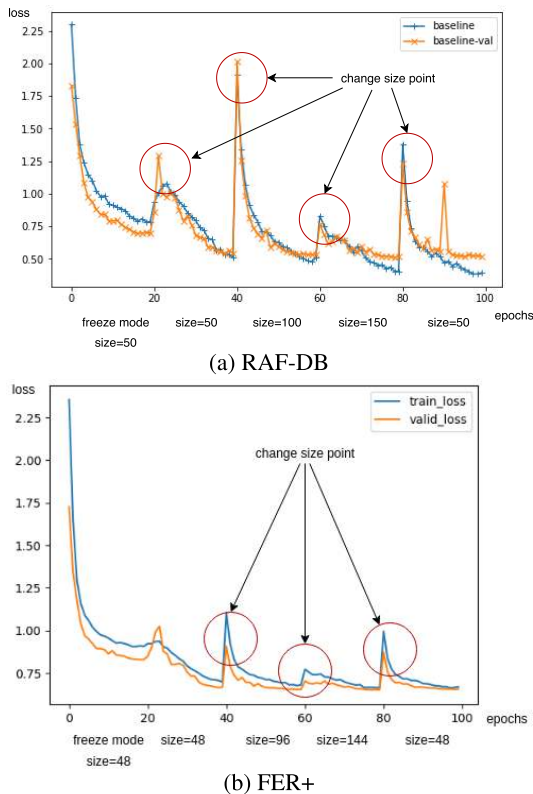 loss
2.25
2.00
1.75
1.50
1.25
1.00
0.75
0.50
baseline
baseline-val
change size point
0 20 40 60 80 100
epochs
freeze mode size=50 size=100 size=150 size=50
size=50
(a) RAF-DB
loss
2.25
2.00
1.75
1.50
1.25
1.00
0.75
train_loss
valid_loss
change size point
0 20 40 60 80 100
epochs
freeze mode size=48 size=96 size=144 size=48
size=48
(b) FER+